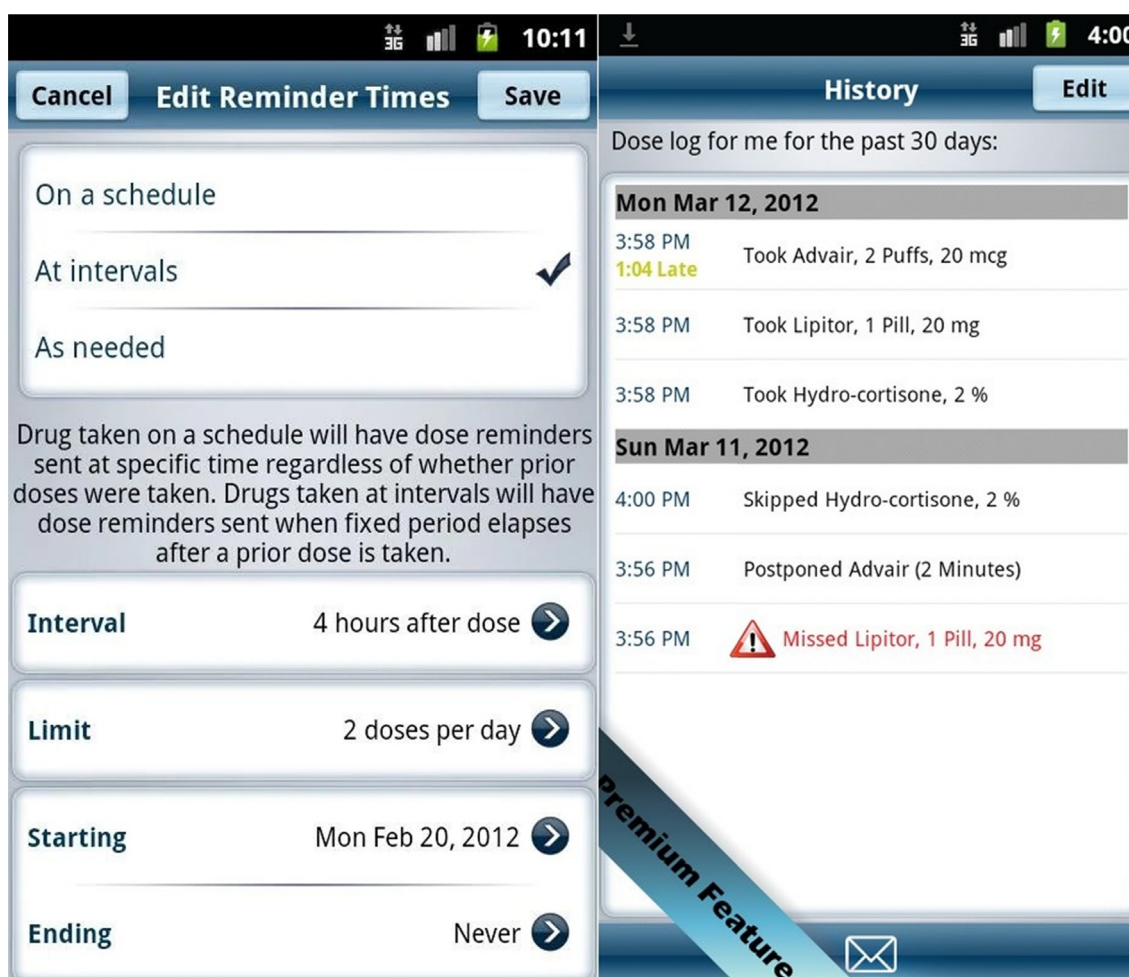 3G 10:11
Cancel Edit Reminder Times Save
On a schedule
At intervals
As needed
Drug taken on a schedule will have dose reminders
sent at specific time regardless of whether prior
doses were taken. Drugs taken at intervals will have
dose reminders sent when fixed period elapses
after a prior dose is taken.
Interval 4 hours after dose
Limit 2 doses per day
Starting Mon Feb 20, 2012
Ending Never
3G 4:00
History Edit
Dose log for me for the past 30 days:
Mon Mar 12, 2012
3:58 PM Took Advair, 2 Puffs, 20 mcg
1:04 Late
3:58 PM Took Lipitor, 1 Pill, 20 mg
3:58 PM Took Hydro-cortisone, 2 %
Sun Mar 11, 2012
4:00 PM Skipped Hydro-cortisone, 2 %
3:56 PM Postponed Advair (2 Minutes)
3:56 PM Missed Lipitor, 1 Pill, 20 mg
Premium Feature